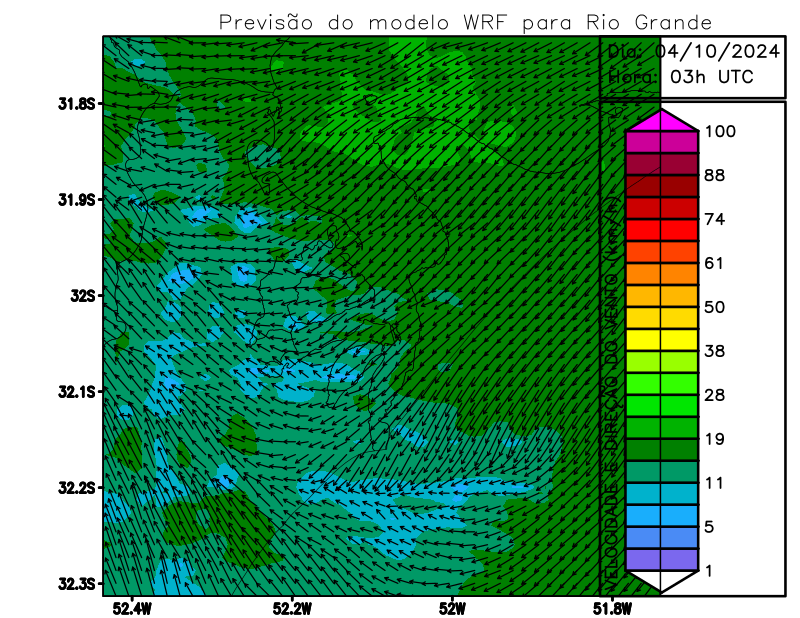 Previsão do modelo WRF para Rio Grande
Dia: 04/10/2024
Hora: 03h UTC
31.8S
31.9S
32S
32.1S
32.2S
32.3S
52.4W
52.2W
52W
51.8W
VELOCIDADE E DIREÇÃO DO VENTO (km/h)
100
88
74
61
50
38
28
19
11
5
1